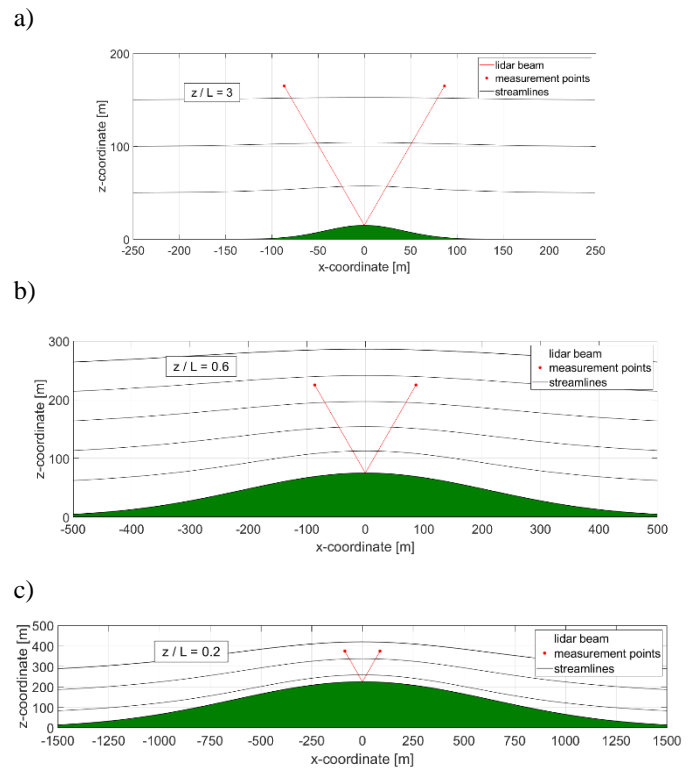 a)
200
150
100
50
0
z-coordinate [m]
z / L = 3
lidar beam
measurement points
streamlines
-250 -200 -150 -100 -50 0 50 100 150 200 250
x-coordinate [m]
b)
300
200
100
0
z-coordinate [m]
z / L = 0.6
lidar beam
measurement points
streamlines
-500 -400 -300 -200 -100 0 100 200 300 400 500
x-coordinate [m]
c)
500
400
300
200
100
0
z-coordinate [m]
z / L = 0.2
lidar beam
measurement points
streamlines
-1500 -1250 -1000 -750 -500 -250 0 250 500 750 1000 1250 1500
x-coordinate [m]